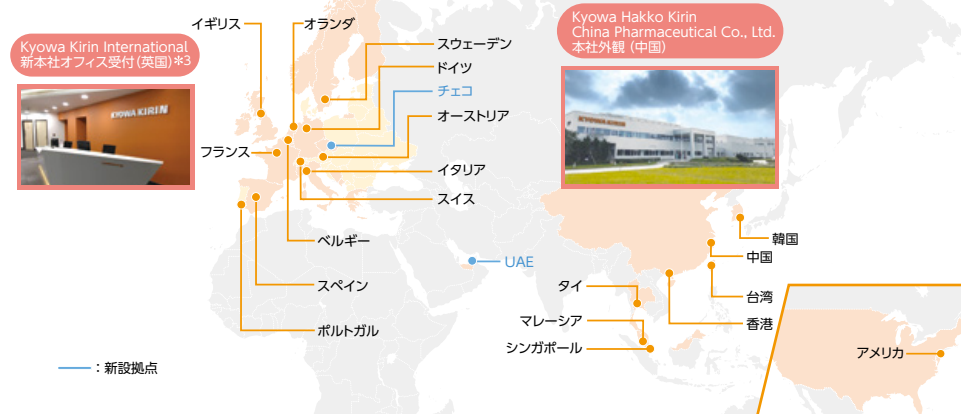 イギリス
オランダ
Kyowa Kirin International
新本社オフィス受付(英国)*3
KYOWA KIRIN
スウェーデン
ドイツ
チェコ
オーストリア
フランス
イタリア
スイス
ベルギー
スペイン
ポルトガル
Kyowa Hakko Kirin
China Pharmaceutical Co., Ltd.
本社外観 (中国)
KYOWA KIRIN
UAE
韓国
中国
タイ
台湾
マレーシア
香港
シンガポール
アメリカ
：新設拠点